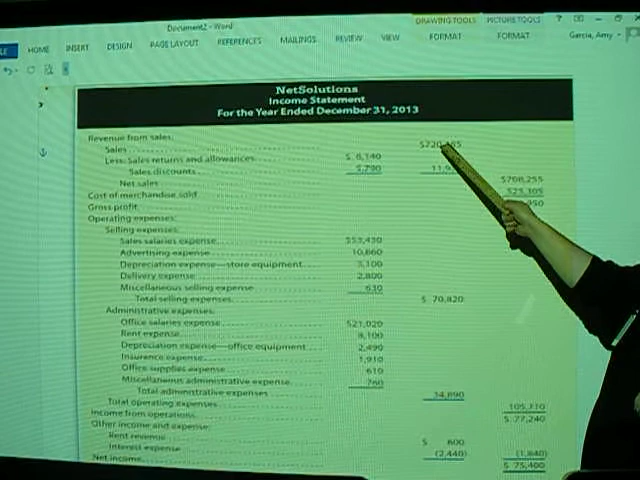 Document2 - Word
DRAWING TOOLS PICTURE TOOLS
HOME INSERT DESIGN PAGE LAYOUT REFERENCES MAILINGS REVIEW VIEW FORMAT FORMAT Garcia, Amy
NetSolutions
Income Statement
For the Year Ended December 31, 2013
Revenue from sales:
Sales
Less: Sales returns and allowances $ 6,140
Sales discounts 5,790
Net sales $708,255
Cost of merchandise sold 525,305
Gross profit
Operating expenses:
Selling expenses:
Sales salaries expense $53,430
Advertising expense 10,860
Depreciation expense—store equipment 3,100
Delivery expense 2,800
Miscellaneous selling expense 630
Total selling expenses $ 70,820
Administrative expenses:
Office salaries expense $21,020
Rent expense 8,100
Depreciation expense—office equipment 2,490
Insurance expense 1,910
Office supplies expense 610
Miscellaneous administrative expense 760
Total administrative expenses 34,890
Total operating expenses 105,710
Income from operations $ 77,240
Other income and expense:
Rent revenue $ 600
Interest expense (2,440) (1,840)
Net income $ 75,400